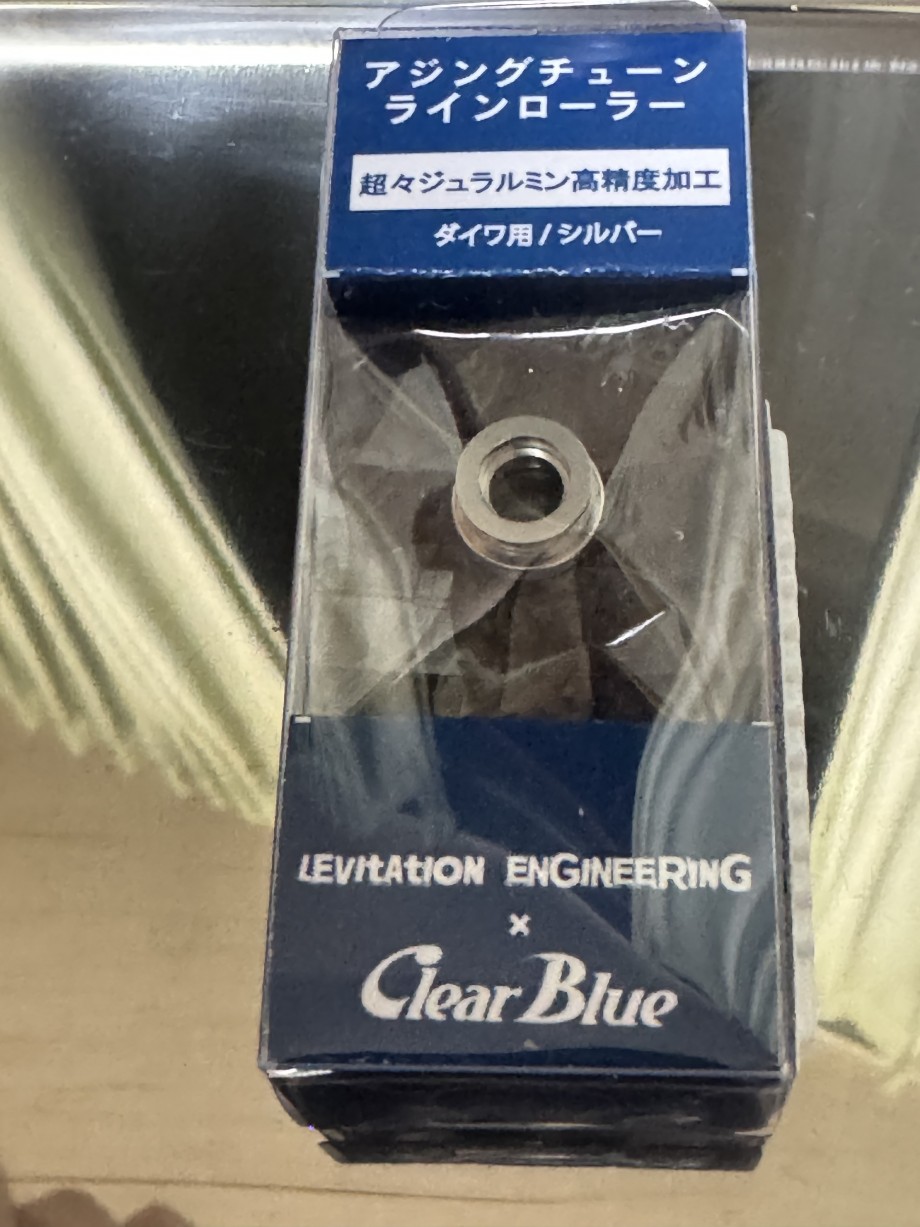 アジングチューン
ラインローラー
超々ジュラルミン高精度加工
ダイワ用/シルバー
LEVITATION ENGINEERING
×
Clear Blue